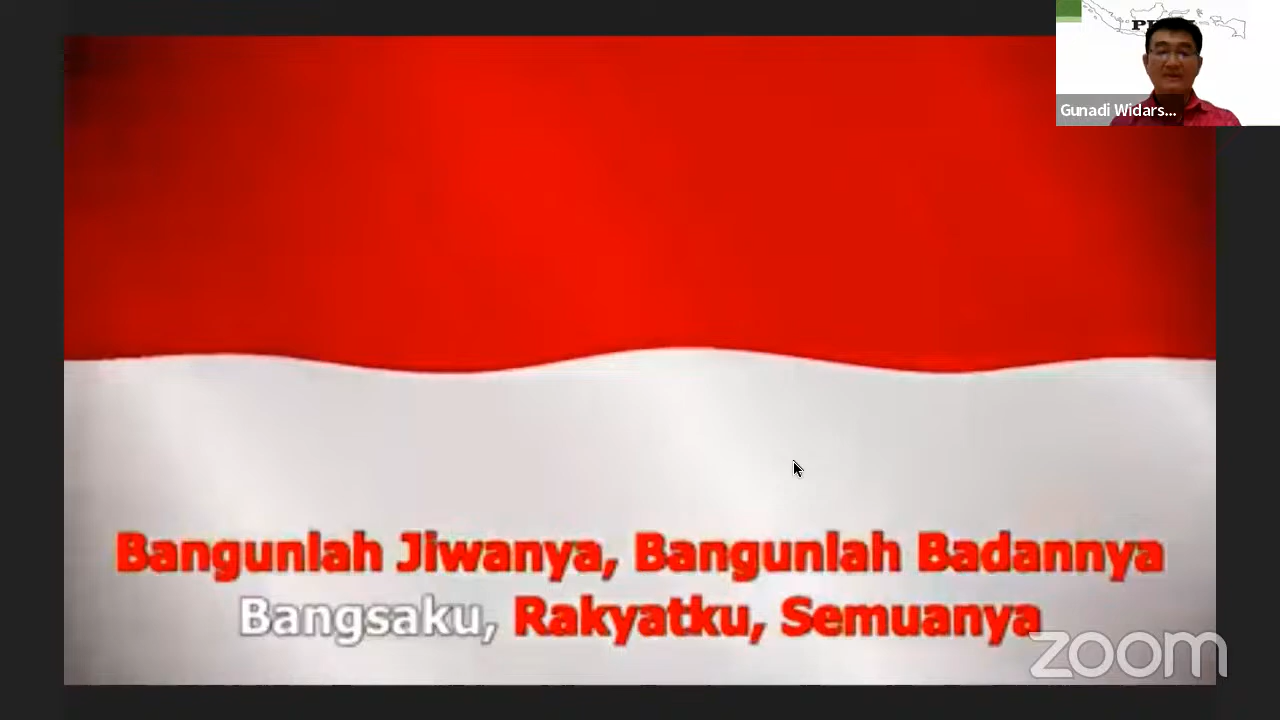 Gunadi Widars...
Bangunlah Jiwanya, Bangunlah Badannya
Bangsaku, Rakyatku, Semuanya
zoom